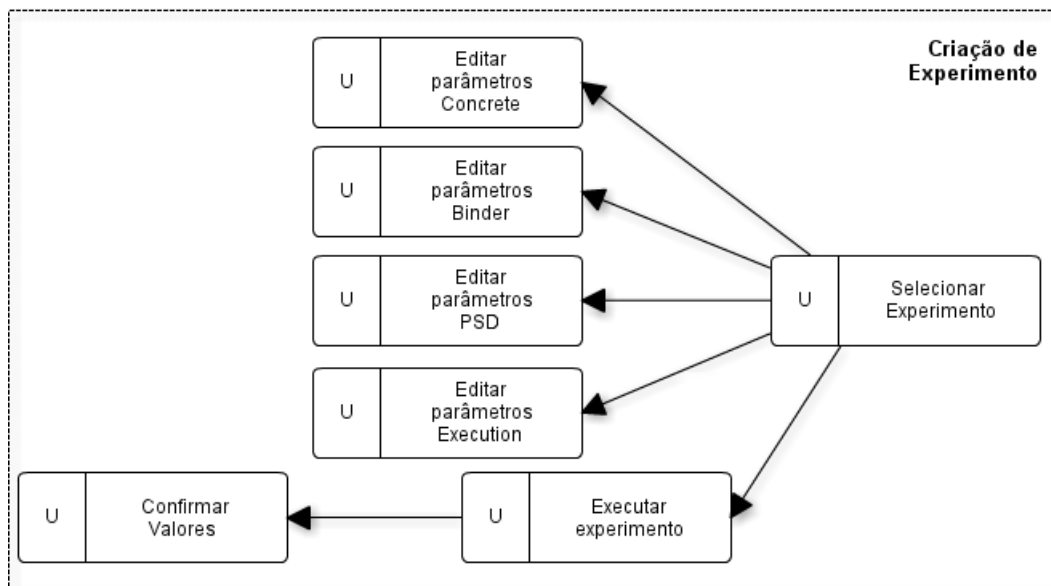 Criação de
Experimento
U
Editar
parâmetros
Concrete
U
Editar
parâmetros
Binder
U
Editar
parâmetros
PSD
U
Selecionar
Experimento
U
Editar
parâmetros
Execution
U
Confirmar
Valores
U
Executar
experimento